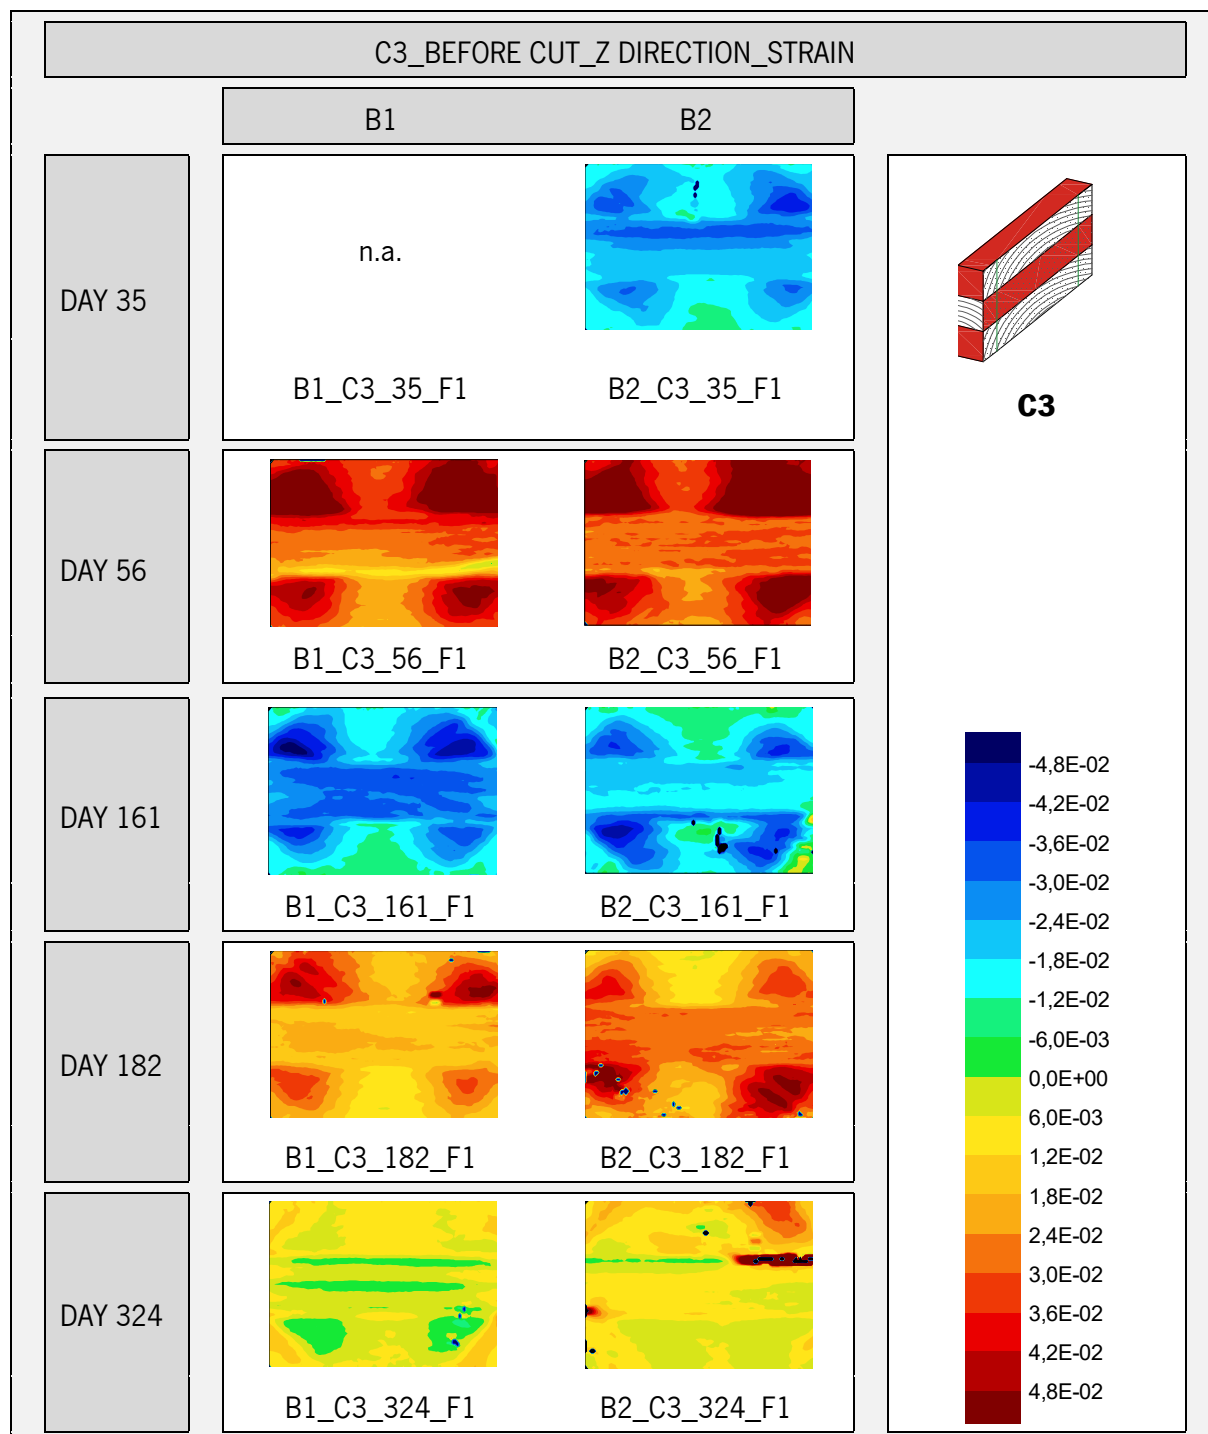 C3_BEFORE CUT_Z DIRECTION_STRAIN
B1 B2
DAY 35
n.a.
B1_C3_35_F1 B2_C3_35_F1
C3
DAY 56
B1_C3_56_F1 B2_C3_56_F1
DAY 161
B1_C3_161_F1 B2_C3_161_F1
DAY 182
B1_C3_182_F1 B2_C3_182_F1
DAY 324
B1_C3_324_F1 B2_C3_324_F1
-4,8E-02
-4,2E-02
-3,6E-02
-3,0E-02
-2,4E-02
-1,8E-02
-1,2E-02
-6,0E-03
0,0E+00
6,0E-03
1,2E-02
1,8E-02
2,4E-02
3,0E-02
3,6E-02
4,2E-02
4,8E-02